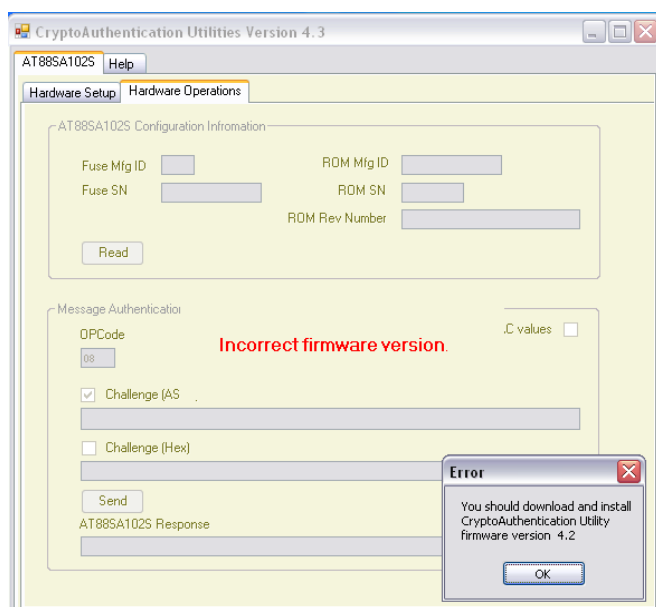 CryptoAuthentication Utilities Version 4.3
AT88SA102S Help
Hardware Setup Hardware Operations
AT88SA102S Configuration Infromation
Fuse Mfg ID ROM Mfg ID
Fuse SN ROM SN
ROM Rev Number
Read
Message Authentication
OPCode .C values
08
Incorrect firmware version.
Challenge (AS
Challenge (Hex)
Send
AT88SA102S Response
Error
You should download and install
CryptoAuthentication Utility
firmware version 4.2
OK